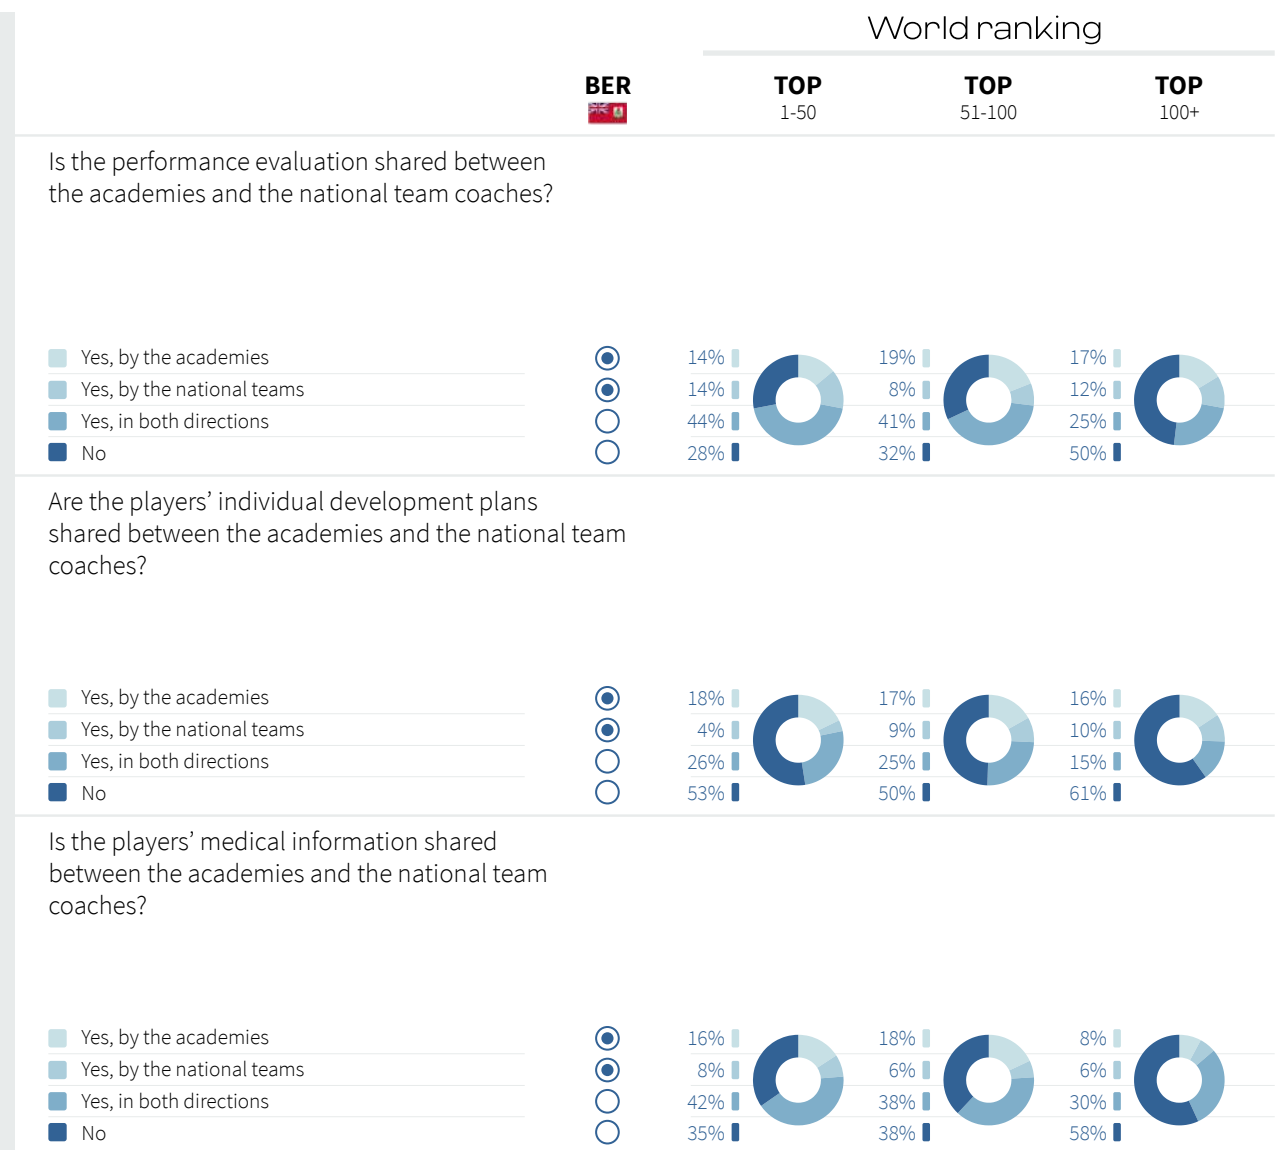 World ranking
BER TOP TOP TOP
1-50 51-100 100+
Is the performance evaluation shared between
the academies and the national team coaches?
Yes, by the academies 14% 19% 17%
Yes, by the national teams 14% 8% 12%
Yes, in both directions 44% 41% 25%
No 28% 32% 50%
Are the players’ individual development plans
shared between the academies and the national team
coaches?
Yes, by the academies 18% 17% 16%
Yes, by the national teams 4% 9% 10%
Yes, in both directions 26% 25% 15%
No 53% 50% 61%
Is the players’ medical information shared
between the academies and the national team
coaches?
Yes, by the academies 16% 18% 8%
Yes, by the national teams 8% 6% 6%
Yes, in both directions 42% 38% 30%
No 35% 38% 58%